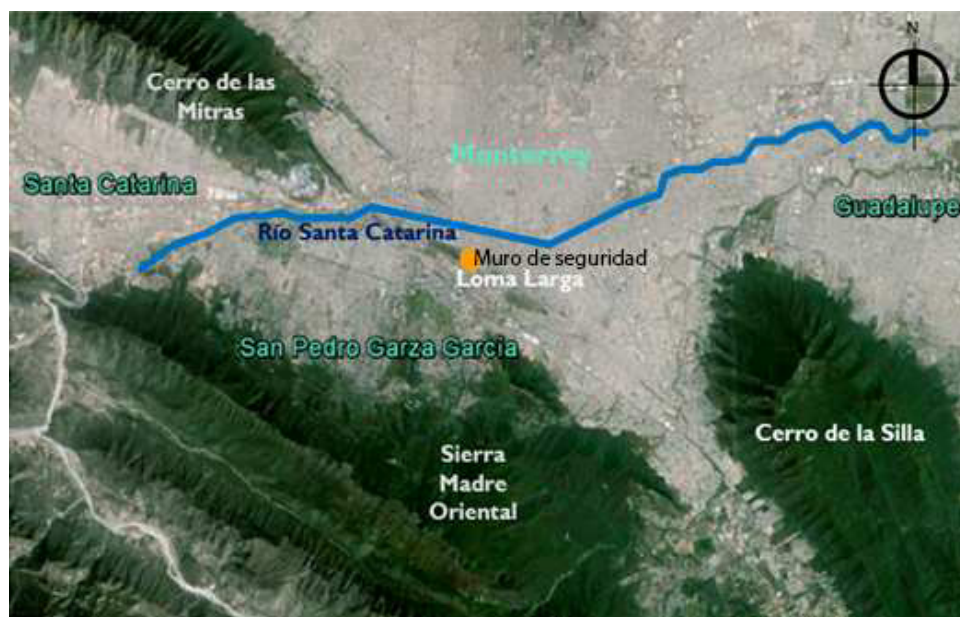 N
Cerro de las
Mitras
Monterrey
Santa Catarina
Guadalupe
Río Santa Catarina
Muro de seguridad
Loma Larga
San Pedro Garza Garcia
Cerro de la Silla
Sierra
Madre
Oriental